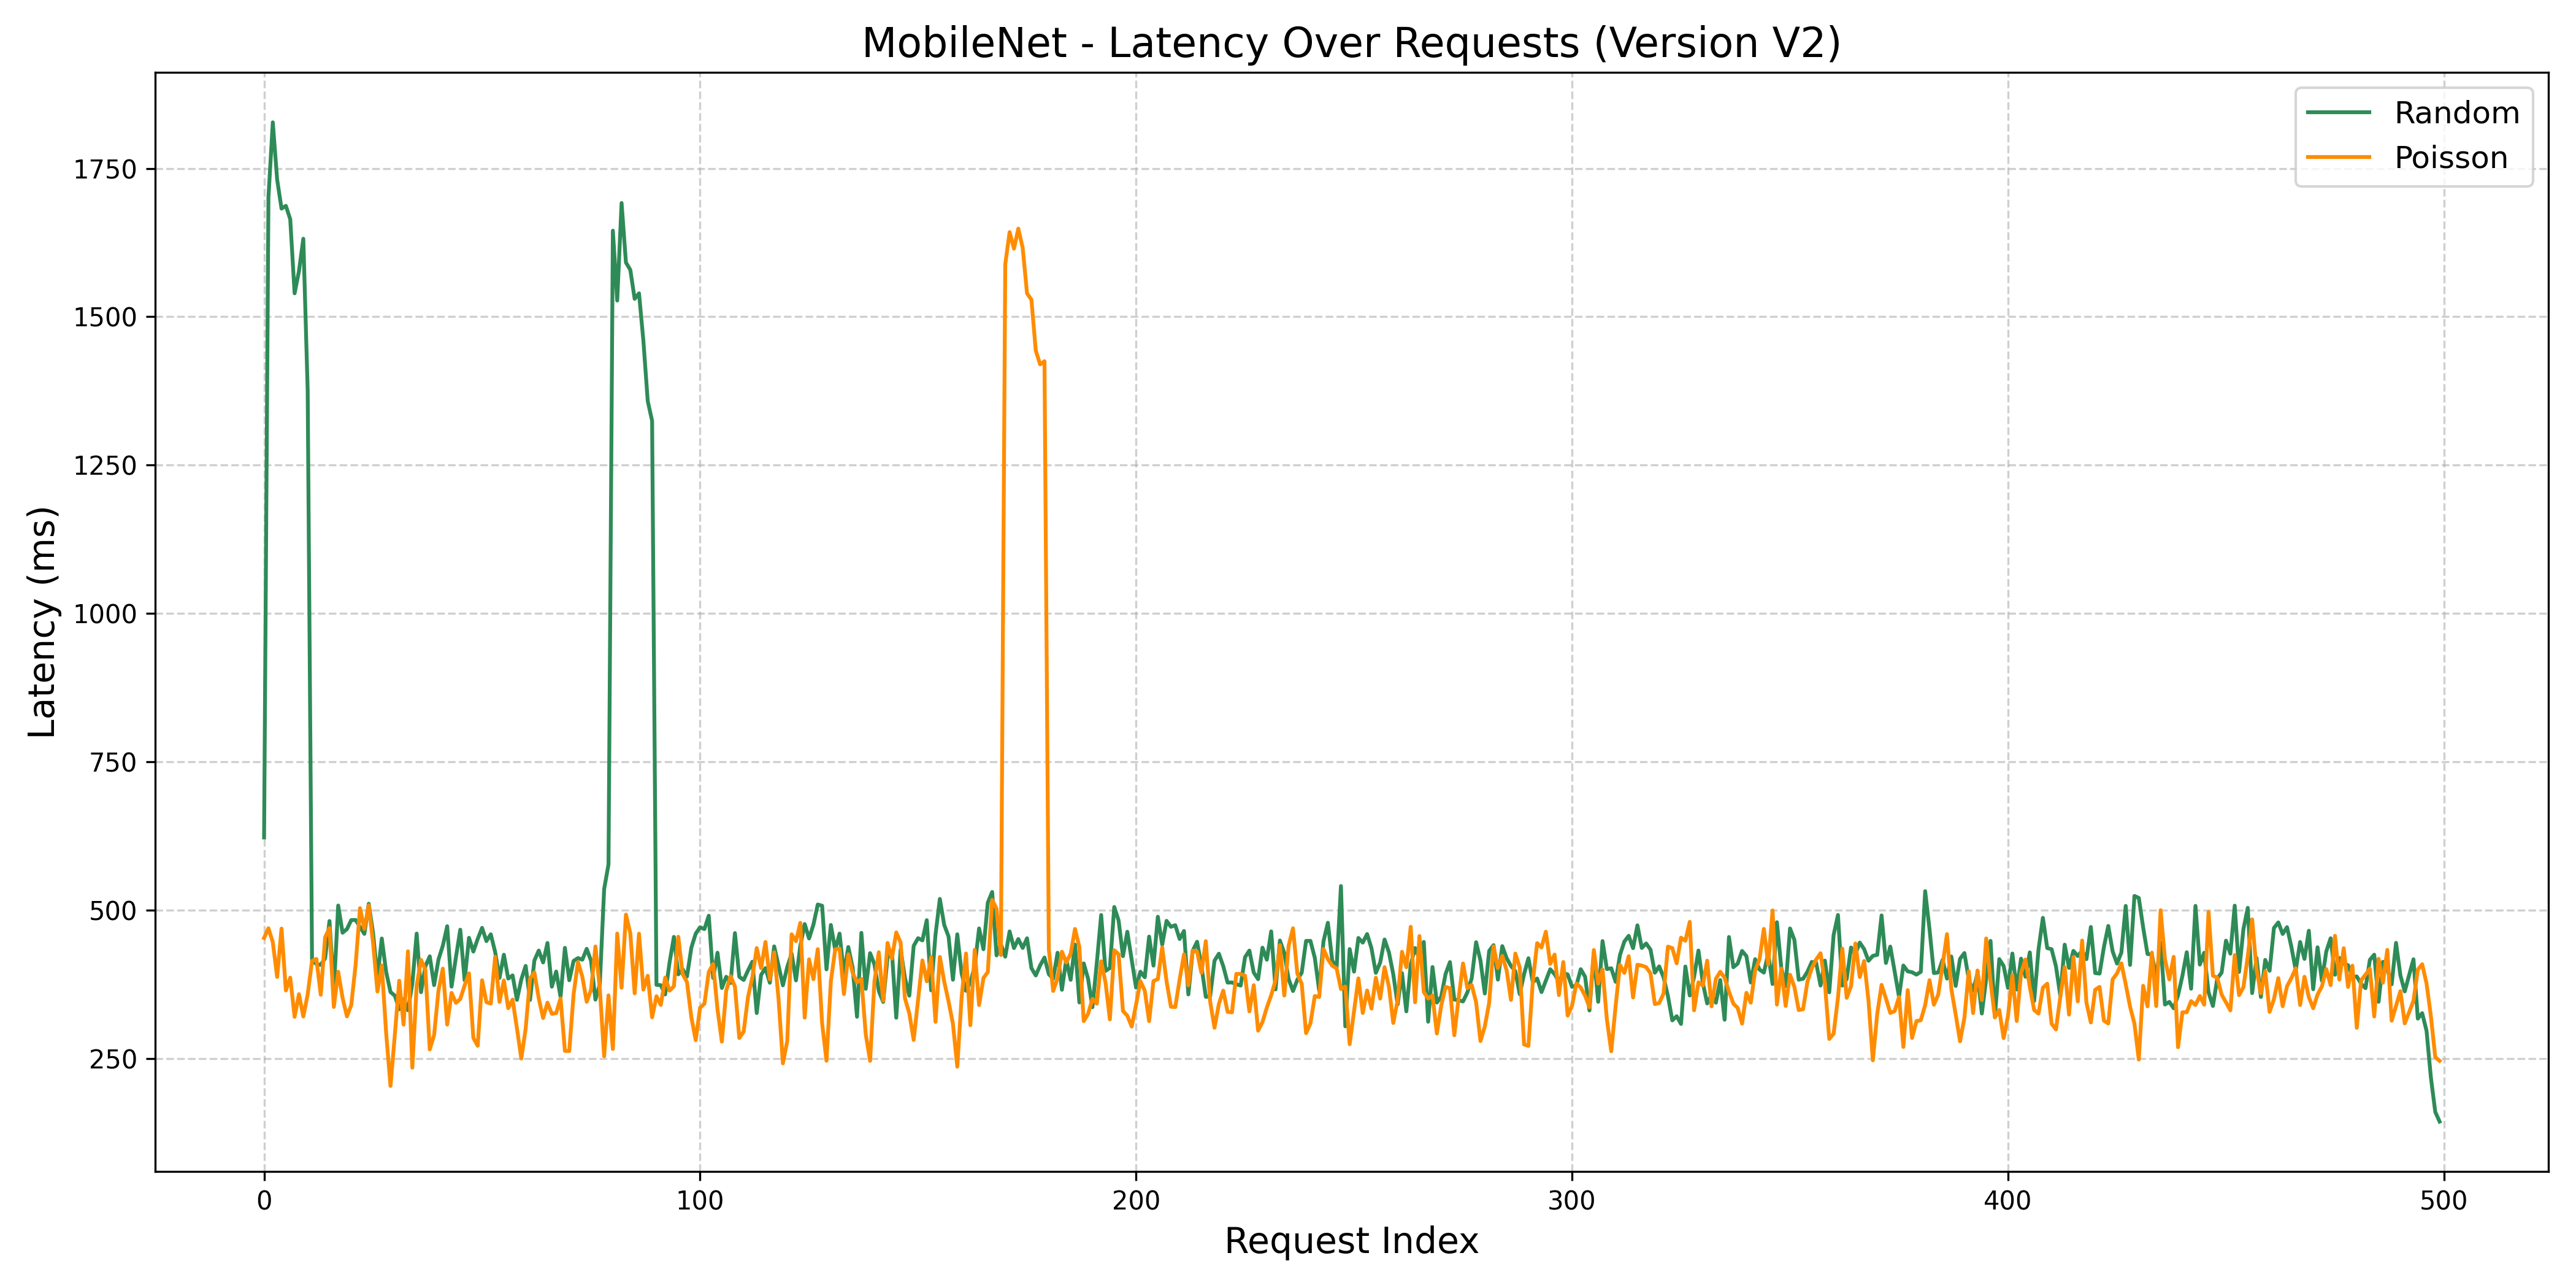 MobileNet - Latency Over Requests (Version V2)
Random
Poisson
Latency (ms)
1750
1500
1250
1000
750
500
250
0
100
200
300
400
500
Request Index